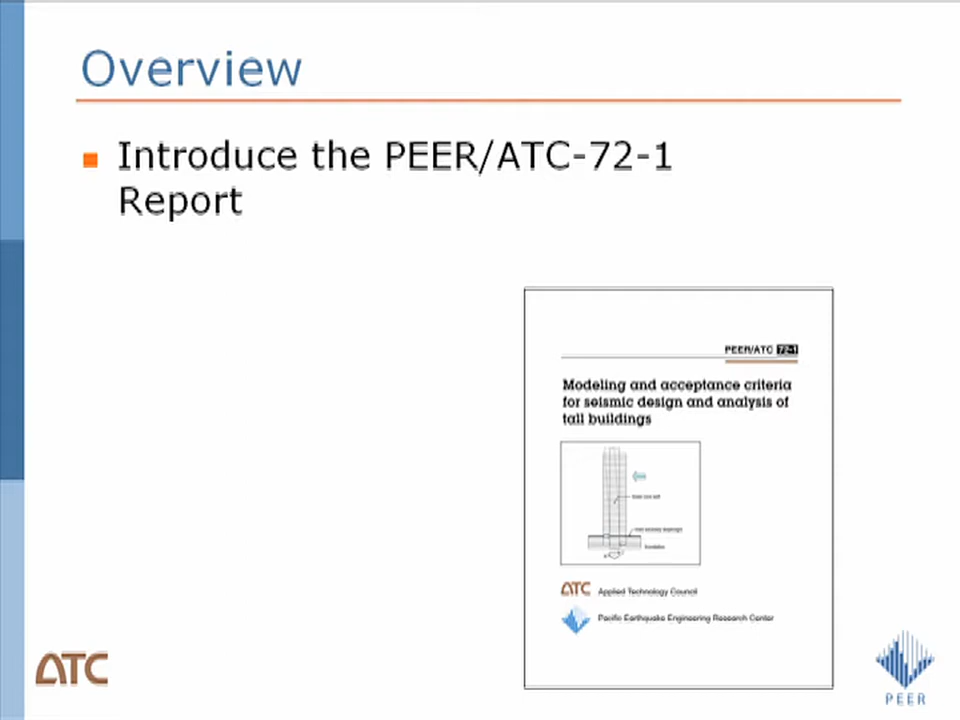 Overview
Introduce the PEER/ATC-72-1
Report
PEER/ATC 72-1
Modeling and acceptance criteria
for seismic design and analysis of
tall buildings
ATC Applied Technology Council
Pacific Earthquake Engineering Research Center
ATC
PEER